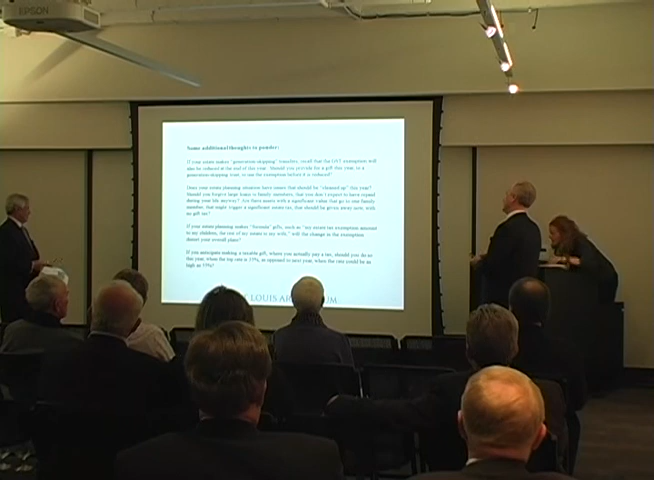 EPSON
Some additional thoughts to ponder:
If your estate makes "generation-skipping" transfers, recall that the GST exemption will
also be reduced at the end of this year. Should you provide for a gift this year, to a
generation-skipping trust, to use the exemption before it is reduced?
Does your estate planning situation have issues that should be "cleaned up" this year?
Should you forgive large loans to family members, that you don't expect to have repaid
during your life anyway? Are there assets with a significant value that go to one family
member, that might trigger a significant estate tax, that should be given away now, with
no gift tax?
If your estate planning makes "formula" gifts, such as "my estate tax exemption amount
to my children, the rest of my estate to my wife," will the change in the exemption
distort your overall plans?
If you anticipate making a taxable gift, where you actually pay a tax, should you do so
this year, when the top rate is 35%, as opposed to next year, when the rate could be as
high as 55%?
LOUIS AR UM